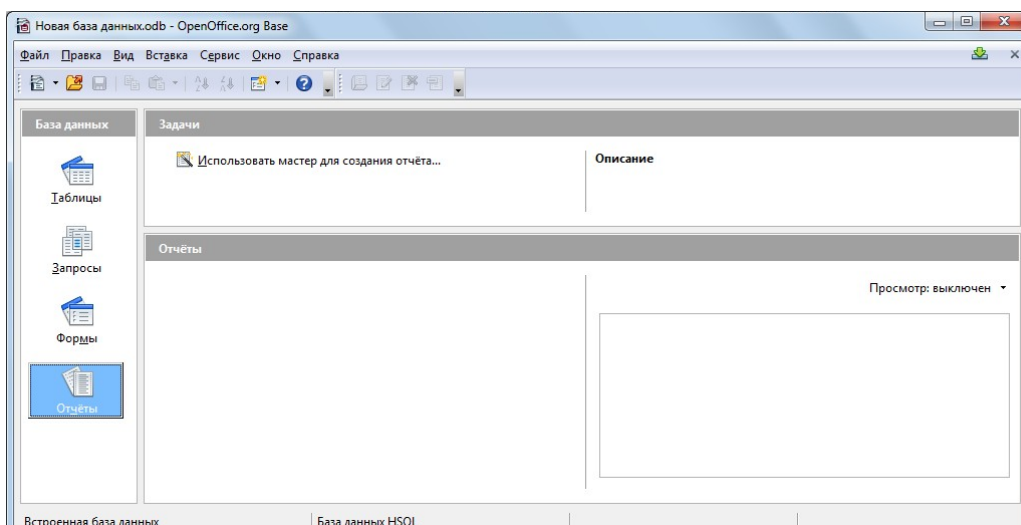 Новая база данных.odb - OpenOffice.org Base
Файл Правка Вид Вставка Сервис Окно Справка
База данных
Задачи
Использовать мастер для создания отчёта...
Описание
Таблицы
Запросы
Формы
Отчёты
Отчёты
Просмотр: выключен
Встроенная база данных
База данных HSQL